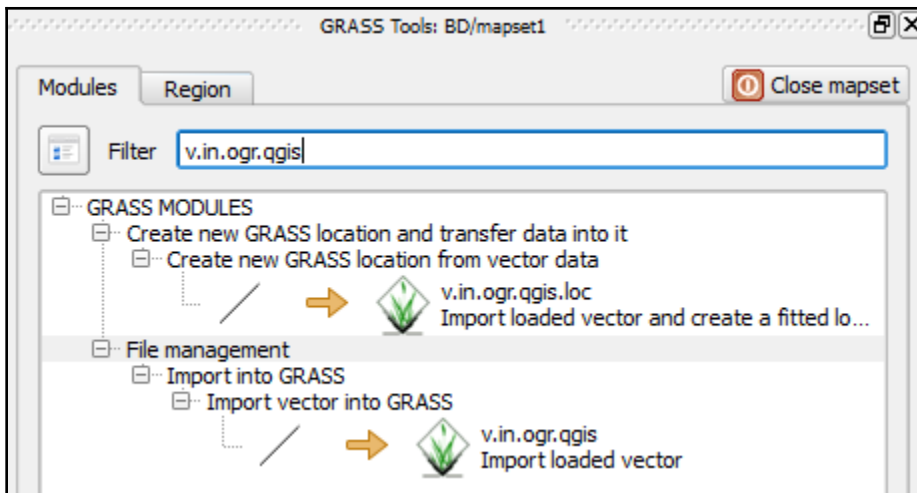 GRASS Tools: BD/mapset1
Modules
Region
Close mapset
Filter
v.in.ogr.qgis
GRASS MODULES
Create new GRASS location and transfer data into it
Create new GRASS location from vector data
v.in.ogr.qgis.loc
Import loaded vector and create a fitted lo...
File management
Import into GRASS
Import vector into GRASS
v.in.ogr.qgis
Import loaded vector